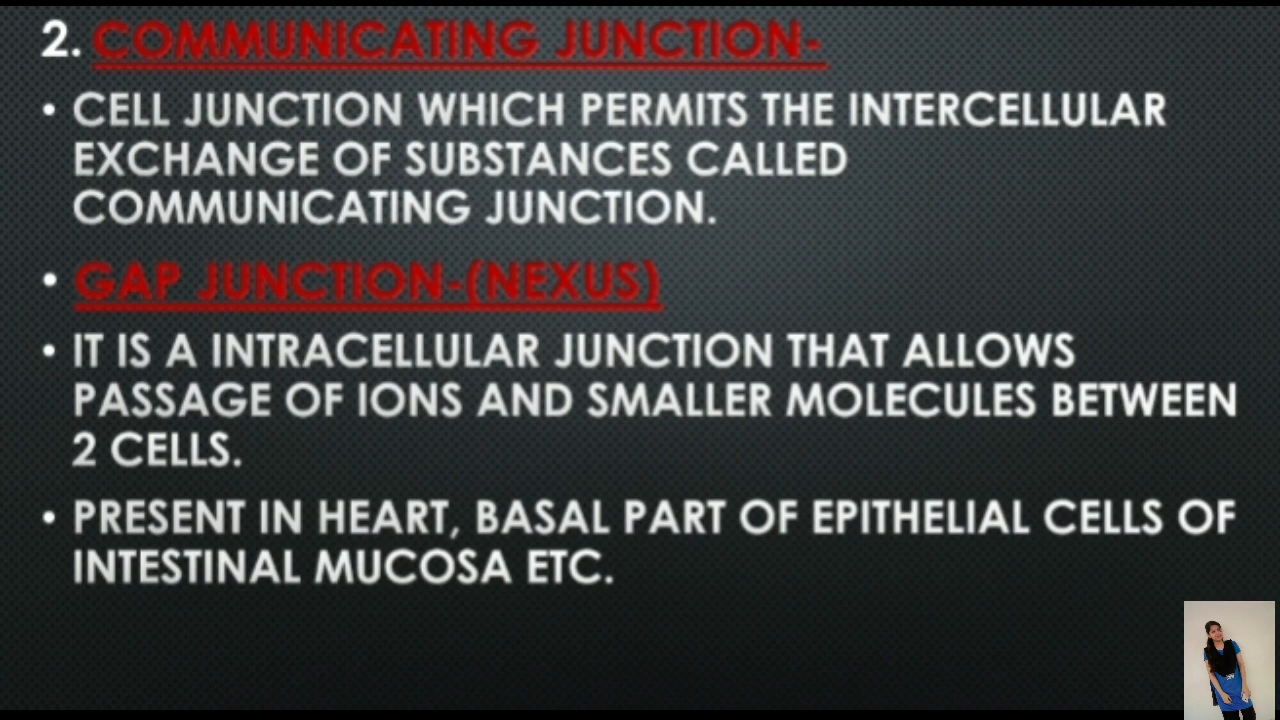 2. COMMUNICATING JUNCTION-
• CELL JUNCTION WHICH PERMITS THE INTERCELLULAR
EXCHANGE OF SUBSTANCES CALLED
COMMUNICATING JUNCTION.
• GAP JUNCTION-(NEXUS)
• IT IS A INTRACELLULAR JUNCTION THAT ALLOWS
PASSAGE OF IONS AND SMALLER MOLECULES BETWEEN
2 CELLS.
• PRESENT IN HEART, BASAL PART OF EPITHELIAL CELLS OF
INTESTINAL MUCOSA ETC.